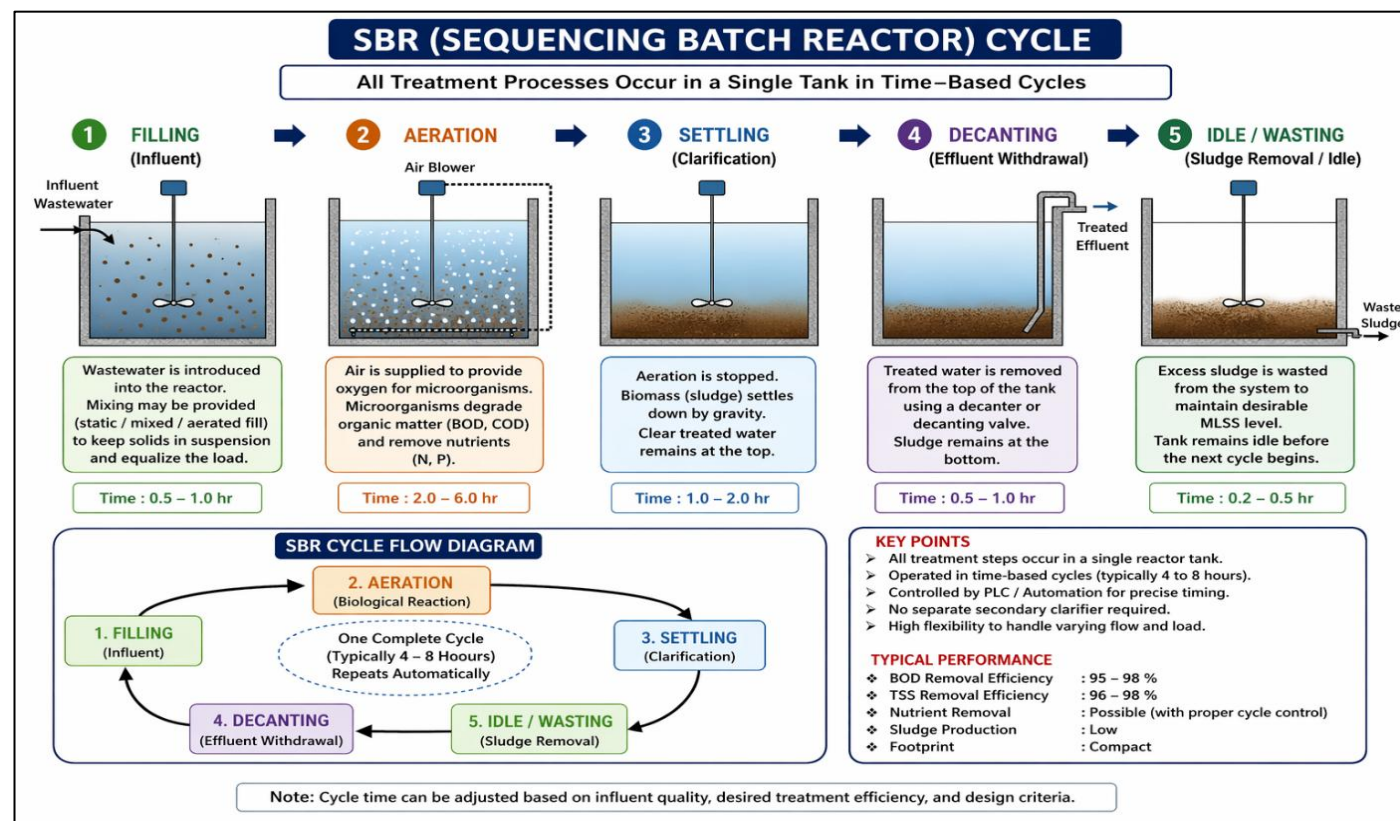 SBR (SEQUENCING BATCH REACTOR) CYCLE
All Treatment Processes Occur in a Single Tank in Time–Based Cycles
1 FILLING
(Influent)
Influent
Wastewater
Wastewater is introduced
into the reactor.
Mixing may be provided
(static / mixed / aerated fill)
to keep solids in suspension
and equalize the load.
Time : 0.5 – 1.0 hr
2 AERATION
Air Blower
Air is supplied to provide
oxygen for microorganisms.
Microorganisms degrade
organic matter (BOD, COD)
and remove nutrients
(N, P).
Time : 2.0 – 6.0 hr
3 SETTLING
(Clarification)
Aeration is stopped.
Biomass (sludge) settles
down by gravity.
Clear treated water
remains at the top.
Time : 1.0 – 2.0 hr
4 DECANTING
(Effluent Withdrawal)
Treated
Effluent
Treated water is removed
from the top of the tank
using a decanter or
decanting valve.
Sludge remains at the
bottom.
Time : 0.5 – 1.0 hr
5 IDLE / WASTING
(Sludge Removal / Idle)
Waste
Sludge
Excess sludge is wasted
from the system to
maintain desirable
MLSS level.
Tank remains idle before
the next cycle begins.
Time : 0.2 – 0.5 hr
SBR CYCLE FLOW DIAGRAM
2. AERATION
(Biological Reaction)
1. FILLING
(Influent)
One Complete Cycle
(Typically 4 – 8 Hoours)
Repeats Automatically
3. SETTLING
(Clarification)
4. DECANTING
(Effluent Withdrawal)
5. IDLE / WASTING
(Sludge Removal)
KEY POINTS
➢ All treatment steps occur in a single reactor tank.
➢ Operated in time-based cycles (typically 4 to 8 hours).
➢ Controlled by PLC / Automation for precise timing.
➢ No separate secondary clarifier required.
➢ High flexibility to handle varying flow and load.
TYPICAL PERFORMANCE
❖ BOD Removal Efficiency : 95 – 98 %
❖ TSS Removal Efficiency : 96 – 98 %
❖ Nutrient Removal : Possible (with proper cycle control)
❖ Sludge Production : Low
❖ Footprint : Compact
Note: Cycle time can be adjusted based on influent quality, desired treatment efficiency, and design criteria.